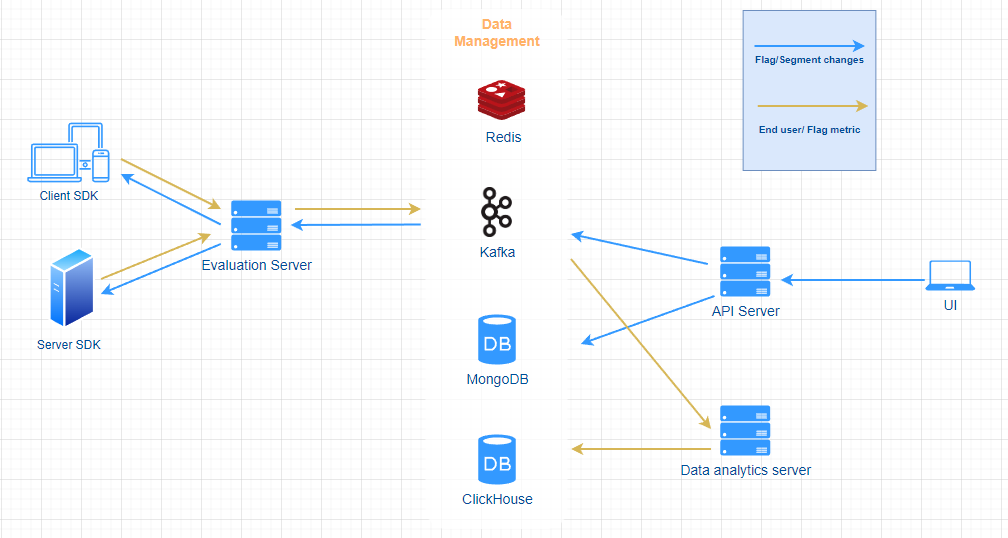 Data
Management
Flag/Segment changes
End user/ Flag metric
Redis
Client SDK
Kafka
Evaluation Server
API Server
UI
Server SDK
DB
MongoDB
DB
ClickHouse
Data analytics server